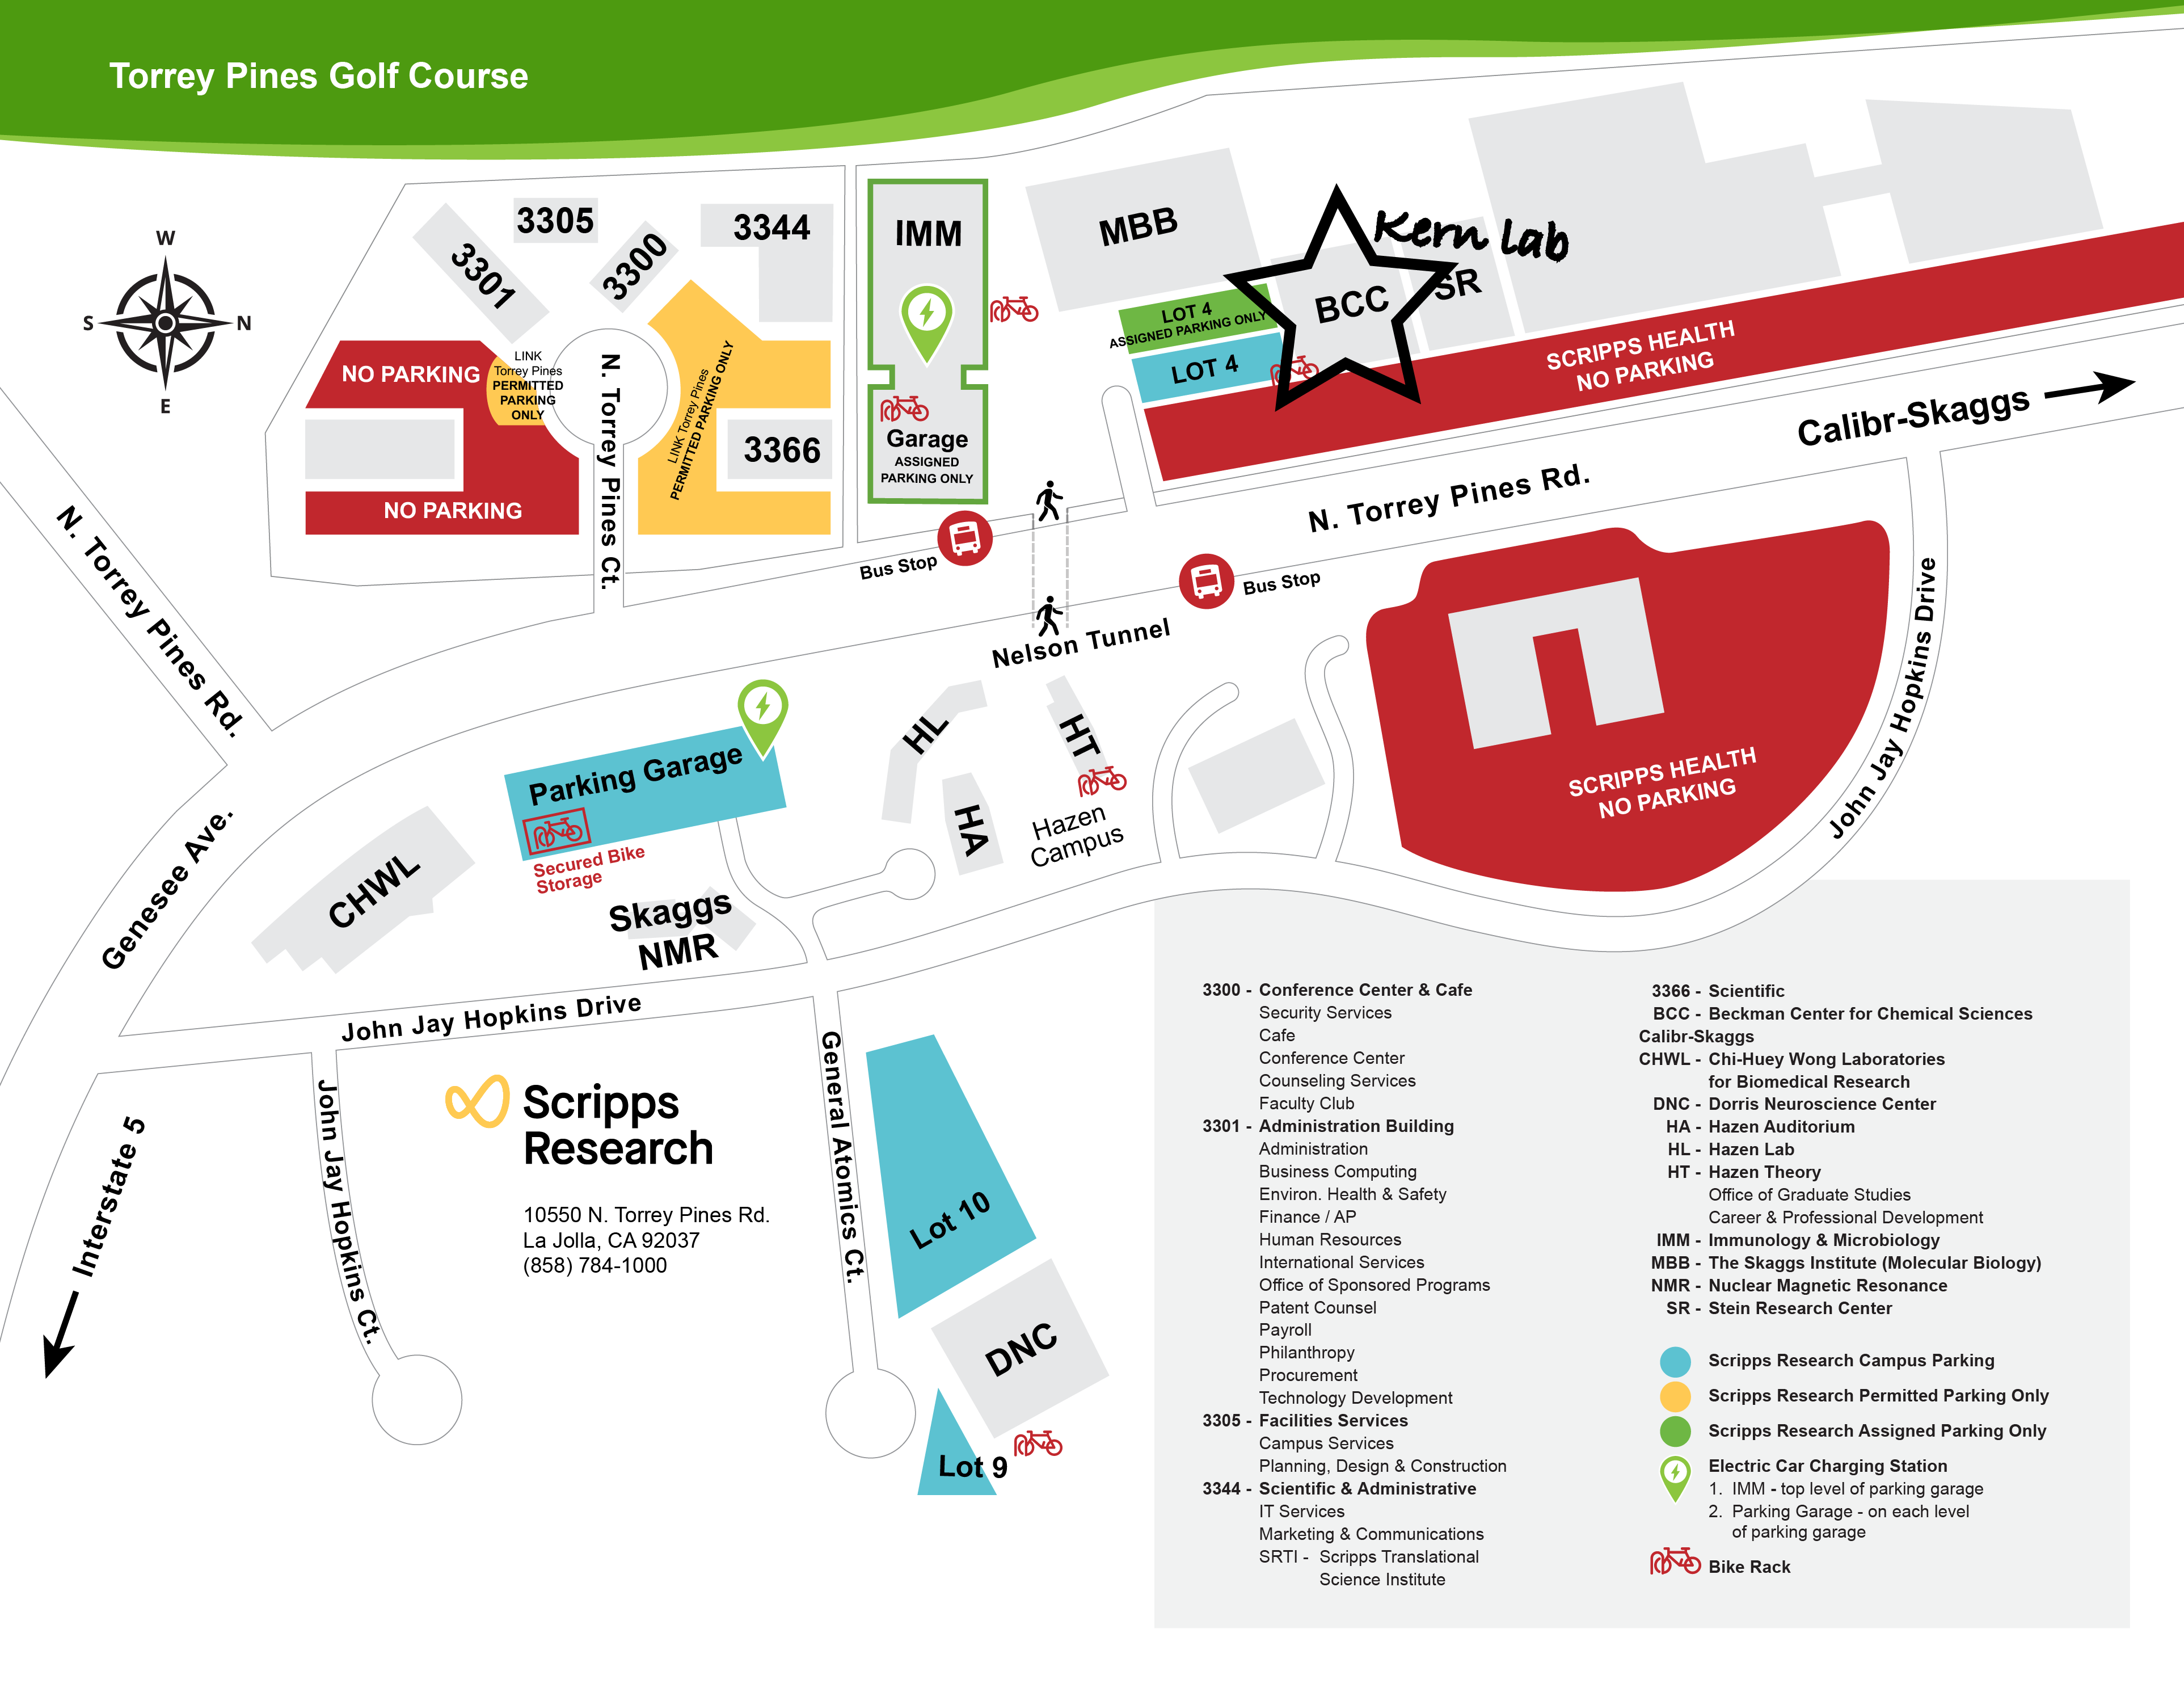 Torrey Pines Golf Course
W
S
N
E
3305
3301
3300
3344
IMM
MBB
Kern Lab
BCC
SR
LOT 4
ASSIGNED PARKING ONLY
LOT 4
SCRIPPS HEALTH
NO PARKING
NO PARKING
LINK
Torrey Pines
PERMITTED
PARKING
ONLY
N. Torrey Pines Ct.
LINK Torrey Pines
PERMITTED PARKING ONLY
3366
NO PARKING
Garage
ASSIGNED
PARKING ONLY
Calibr-Skaggs
N. Torrey Pines Rd.
Bus Stop
Bus Stop
Nelson Tunnel
N. Torrey Pines Rd.
Genesee Ave.
Parking Garage
Secured Bike
Storage
CHWL
Skaggs
NMR
HL
HT
HA
Hazen
Campus
SCRIPPS HEALTH
NO PARKING
John Jay Hopkins Drive
John Jay Hopkins Drive
John Jay Hopkins Ct.
General Atomics Ct.
Interstate 5
Scripps
Research
10550 N. Torrey Pines Rd.
La Jolla, CA 92037
(858) 784-1000
Lot 10
DNC
Lot 9
3300 - Conference Center & Cafe
Security Services
Cafe
Conference Center
Counseling Services
Faculty Club
3301 - Administration Building
Administration
Business Computing
Environ. Health & Safety
Finance / AP
Human Resources
International Services
Office of Sponsored Programs
Patent Counsel
Payroll
Philanthropy
Procurement
Technology Development
3305 - Facilities Services
Campus Services
Planning, Design & Construction
3344 - Scientific & Administrative
IT Services
Marketing & Communications
SRTI - Scripps Translational
Science Institute
3366 - Scientific
BCC - Beckman Center for Chemical Sciences
Calibr-Skaggs
CHWL - Chi-Huey Wong Laboratories
for Biomedical Research
DNC - Dorris Neuroscience Center
HA - Hazen Auditorium
HL - Hazen Lab
HT - Hazen Theory
Office of Graduate Studies
Career & Professional Development
IMM - Immunology & Microbiology
MBB - The Skaggs Institute (Molecular Biology)
NMR - Nuclear Magnetic Resonance
SR - Stein Research Center
Scripps Research Campus Parking
Scripps Research Permitted Parking Only
Scripps Research Assigned Parking Only
Electric Car Charging Station
1. IMM - top level of parking garage
2. Parking Garage - on each level
of parking garage
Bike Rack